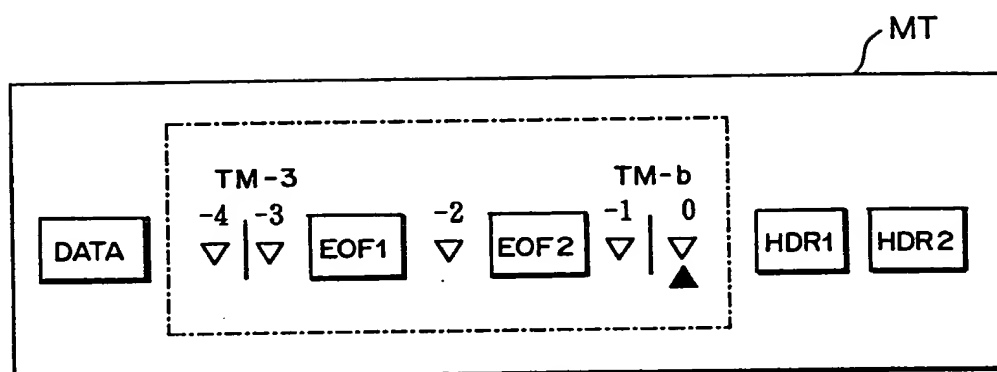 MT
TM-3 TM-b
-4 -3 -2 -1 0
DATA EOF1 EOF2 HDR1 HDR2